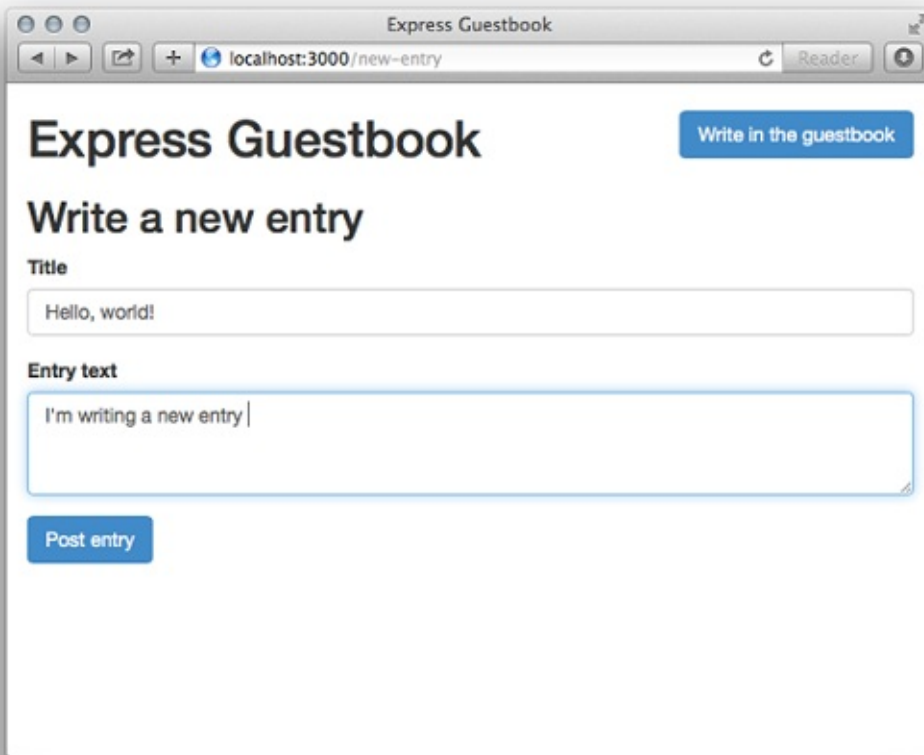 Express Guestbook
localhost:3000/new-entry
Reader
Express Guestbook
Write in the guestbook
Write a new entry
Title
Hello, world!
Entry text
I'm writing a new entry
Post entry